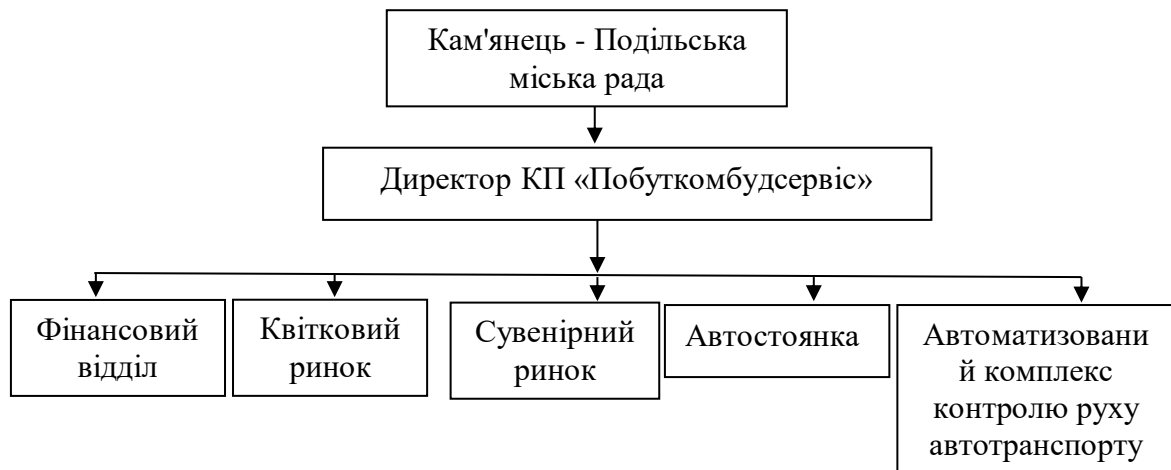 Кам'янець - Подільська
міська рада
Директор КП «Побуткомбудсервіс»
Фінансовий
відділ
Квітковий
ринок
Сувенірний
ринок
Автостоянка
Автоматизовани
й комплекс
контролю руху
автотранспорту